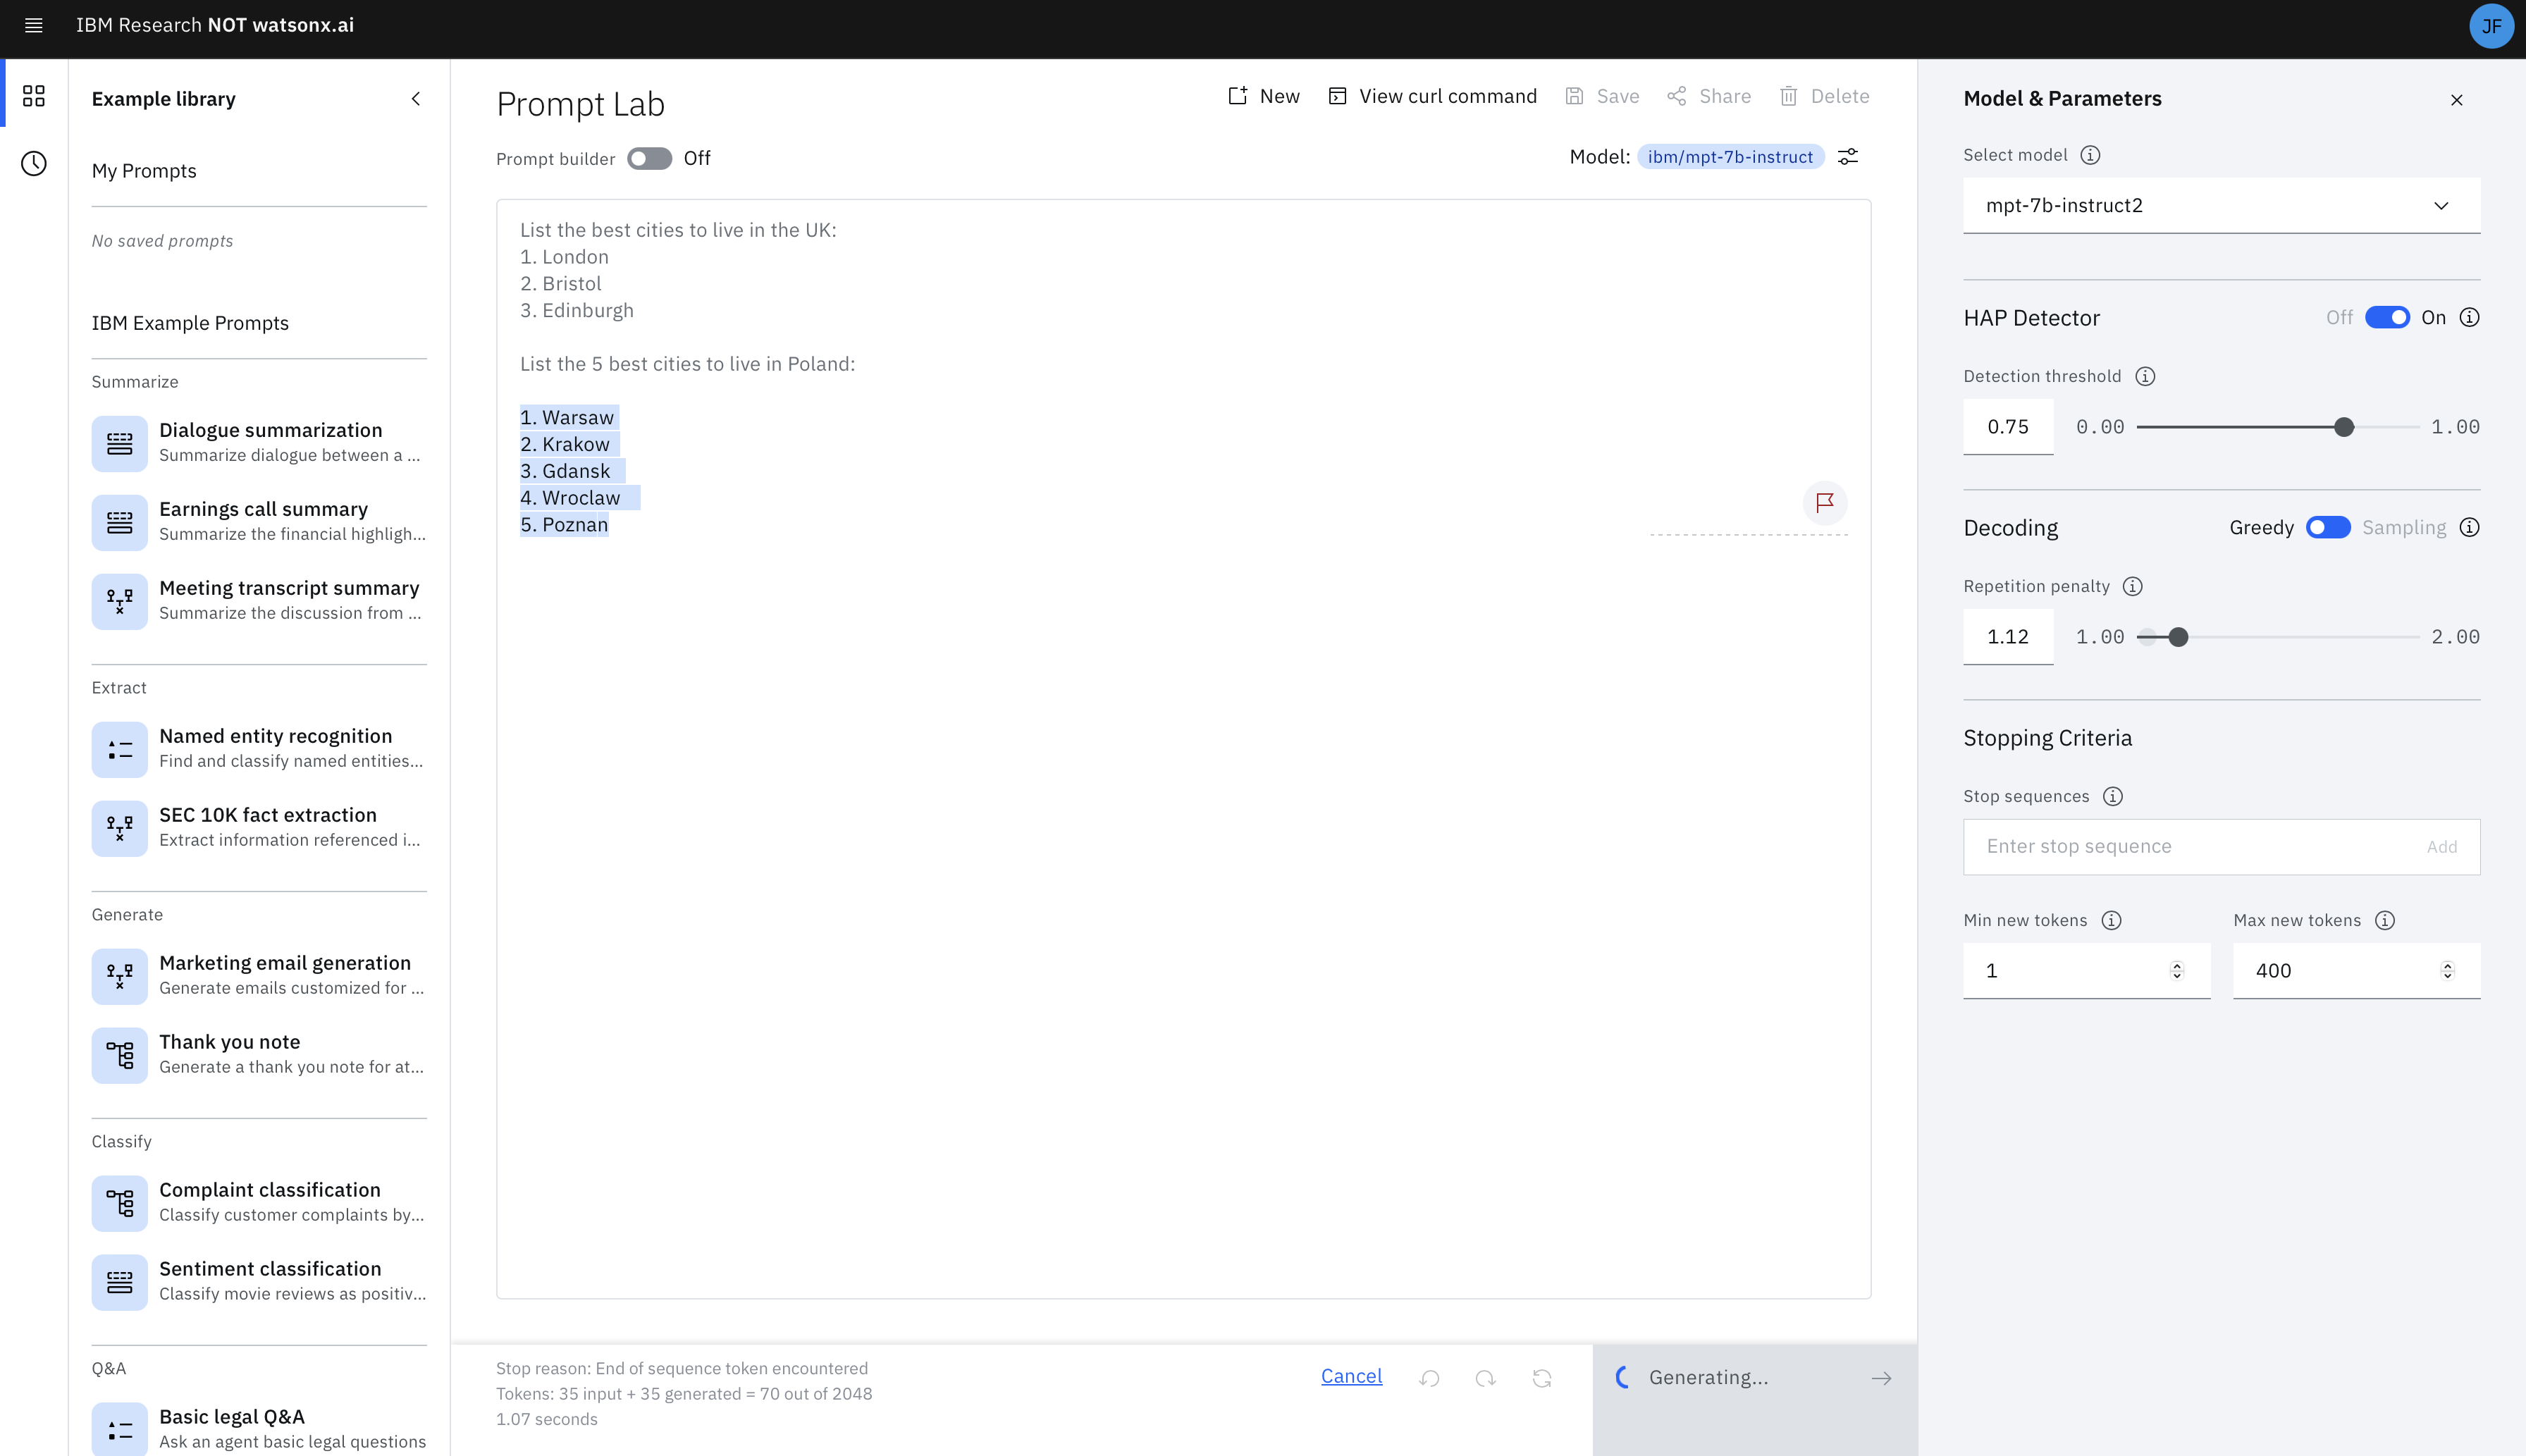 IBM Research NOT watsonx.ai
JF
Example library
My Prompts
No saved prompts
IBM Example Prompts
Summarize
Dialogue summarization
Summarize dialogue between a ...
Earnings call summary
Summarize the financial highligh...
Meeting transcript summary
Summarize the discussion from ...
Extract
Named entity recognition
Find and classify named entities...
SEC 10K fact extraction
Extract information referenced i...
Generate
Marketing email generation
Generate emails customized for ...
Thank you note
Generate a thank you note for at...
Classify
Complaint classification
Classify customer complaints by...
Sentiment classification
Classify movie reviews as positiv...
Q&A
Basic legal Q&A
Ask an agent basic legal questions
Prompt Lab
New
View curl command
Save
Share
Delete
Prompt builder Off
Model: ibm/mpt-7b-instruct
List the best cities to live in the UK:
1. London
2. Bristol
3. Edinburgh
List the 5 best cities to live in Poland:
1. Warsaw
2. Krakow
3. Gdansk
4. Wroclaw
5. Poznan
Stop reason: End of sequence token encountered
Tokens: 35 input + 35 generated = 70 out of 2048
1.07 seconds
Cancel
Generating...
Model & Parameters
Select model
mpt-7b-instruct2
HAP Detector Off On
Detection threshold
0.75 0.00 1.00
Decoding Greedy Sampling
Repetition penalty
1.12 1.00 2.00
Stopping Criteria
Stop sequences
Enter stop sequence Add
Min new tokens Max new tokens
1 400